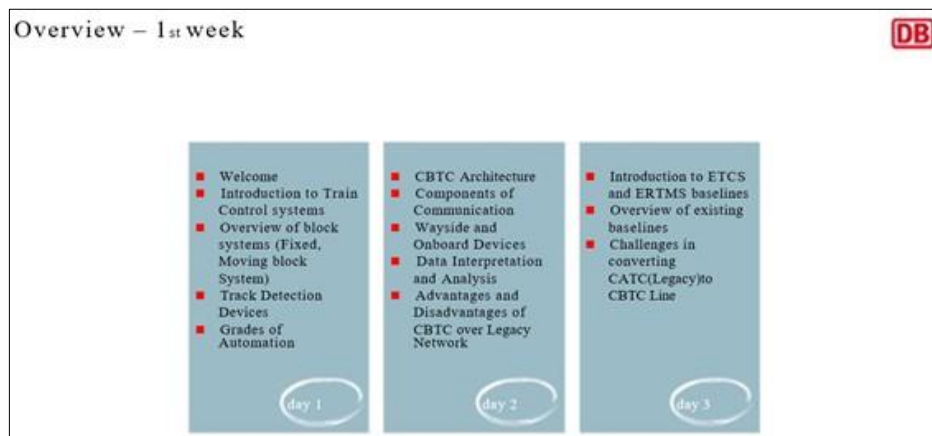 Overview – 1st week
DB
Welcome
Introduction to Train
Control systems
Overview of block
systems (Fixed,
Moving block
System)
Track Detection
Devices
Grades of
Automation
day 1
CBTC Architecture
Components of
Communication
Wayside and
Onboard Devices
Data Interpretation
and Analysis
Advantages and
Disadvantages of
CBTC over Legacy
Network
day 2
Introduction to ETCS
and ERTMS baselines
Overview of existing
baselines
Challenges in
converting
CATC(Legacy)to
CBTC Line
day 3